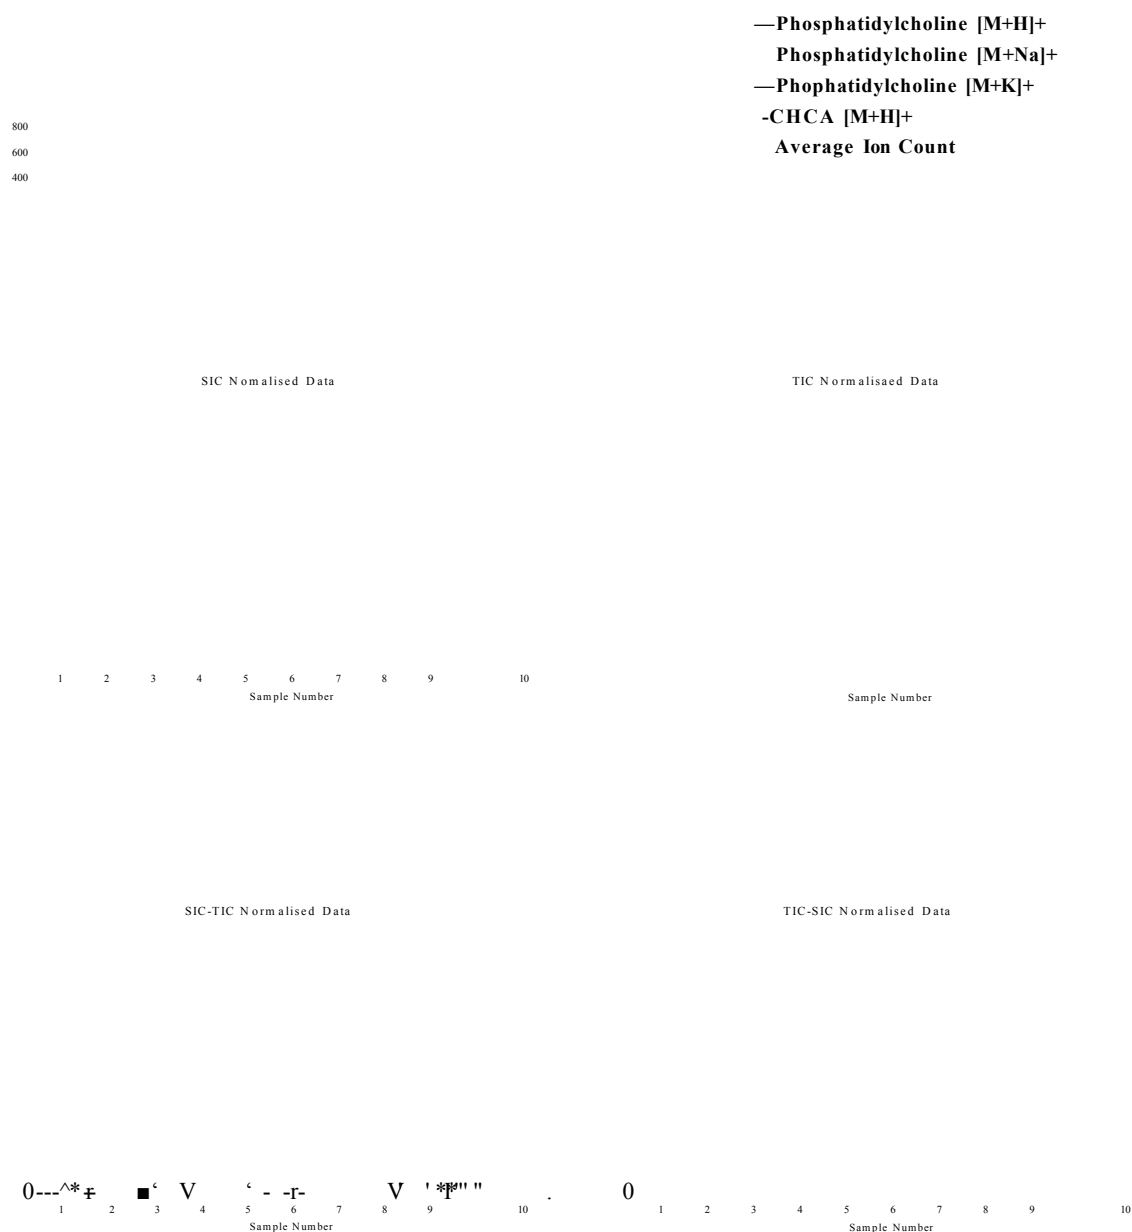 —Phosphatidylcholine [M+H]+
Phosphatidylcholine [M+Na]+
—Phophatidylcholine [M+K]+
-CHCA [M+H]+
Average Ion Count
800
600
400
SIC Nomalised Data
TIC Normalisaed Data
1 2 3 4 5 6 7 8 9 10
Sample Number
Sample Number
SIC-TIC Normalised Data
TIC-SIC Normalised Data
0---^* r ■‘ V ‘ - -r- V ' " " .
1 2 3 4 5 6 7 8 9 10
Sample Number
0
1 2 3 4 5 6 7 8 9 10
Sample Number